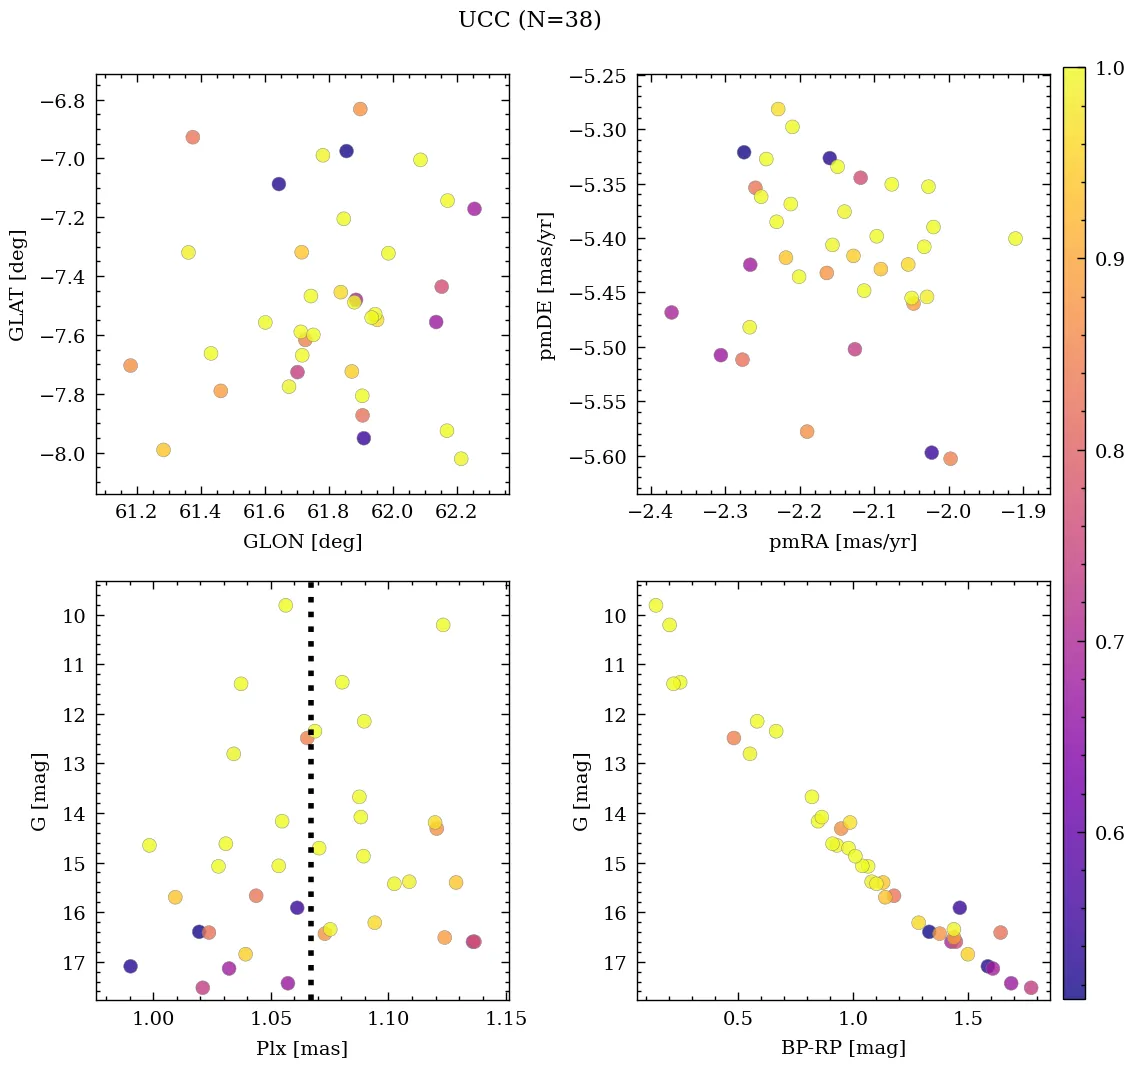 UCC (N=38)
−6.8
−7.0
−7.2
−7.4
−7.6
−7.8
−8.0
GLAT [deg]
61.2 61.4 61.6 61.8 62.0 62.2
GLON [deg]
−5.25
−5.30
−5.35
−5.40
−5.45
−5.50
−5.55
−5.60
pmDE [mas/yr]
−2.4 −2.3 −2.2 −2.1 −2.0 −1.9
pmRA [mas/yr]
10
11
12
13
14
15
16
17
G [mag]
1.00 1.05 1.10 1.15
Plx [mas]
10
11
12
13
14
15
16
17
G [mag]
0.5 1.0 1.5
BP-RP [mag]
1.0
0.9
0.8
0.7
0.6